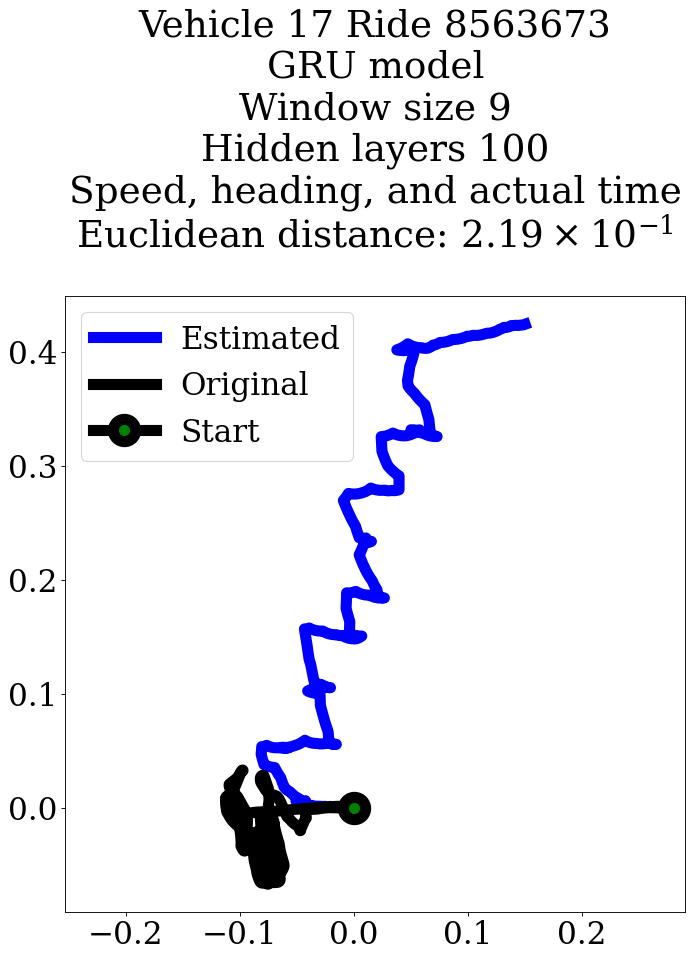 Vehicle 17 Ride 8563673
GRU model
Window size 9
Hidden layers 100
Speed, heading, and actual time
Euclidean distance: 2.19 × 10⁻¹
Estimated
Original
Start
0.4
0.3
0.2
0.1
0.0
−0.2 −0.1 0.0 0.1 0.2